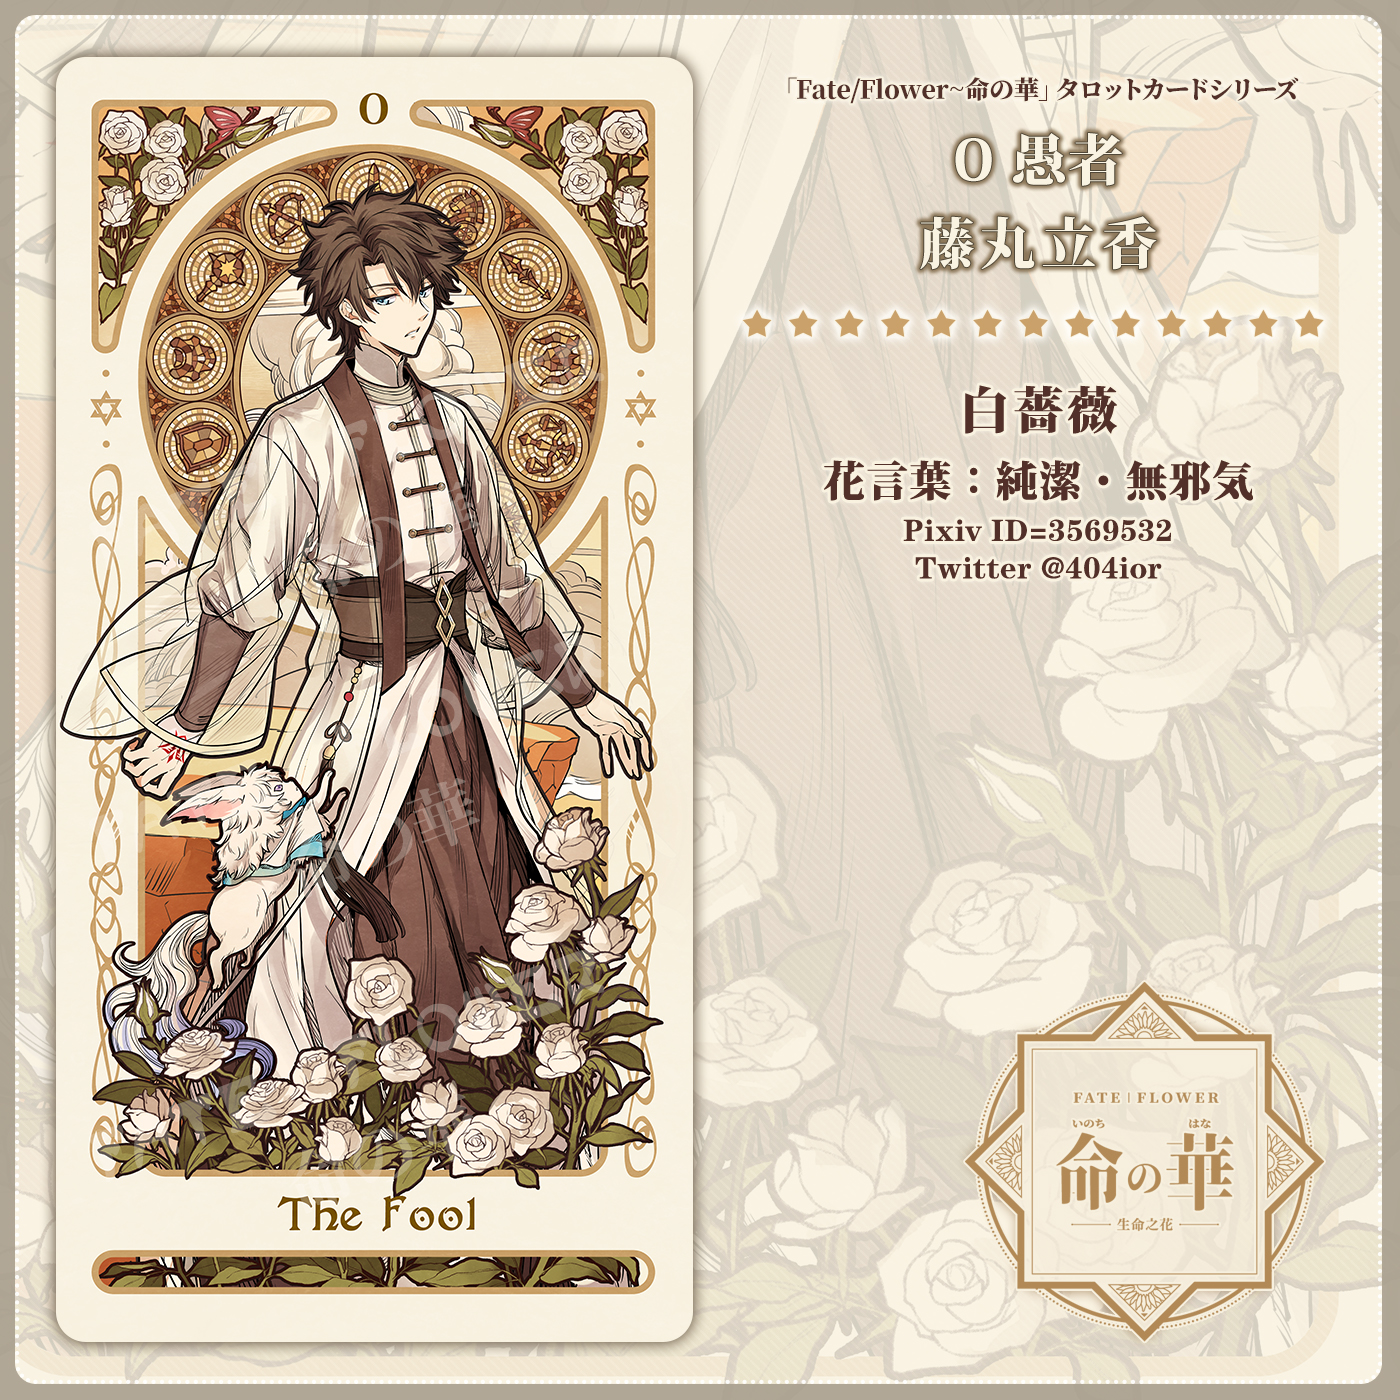 0
The Fool
「Fate/Flower~命の華」タロットカードシリーズ
0 愚者
藤丸立香
白薔薇
花言葉：純潔・無邪気
Pixiv ID=3569532
Twitter @404ior
FATE | FLOWER
いのち はな
命の華
生命之花